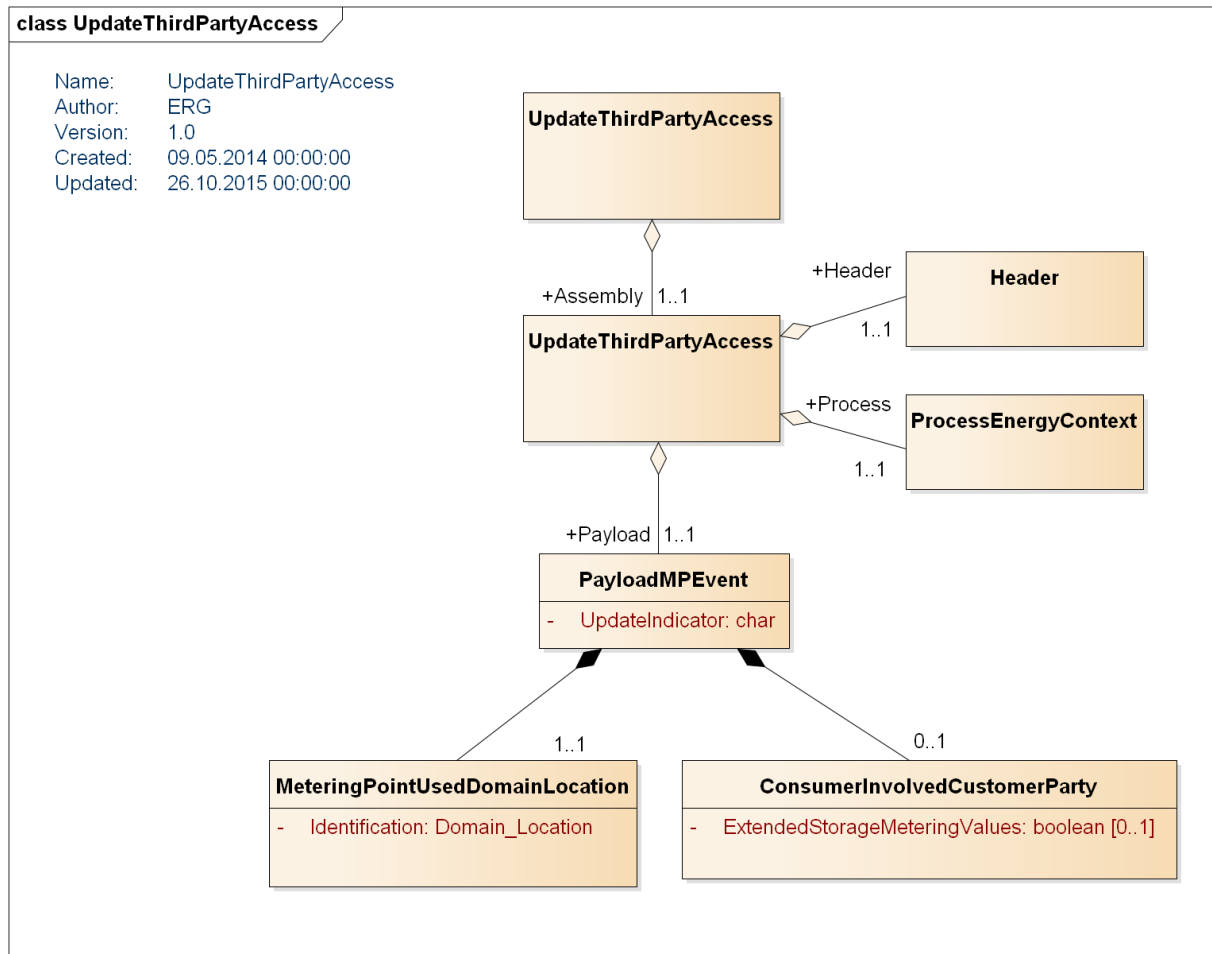 class UpdateThirdPartyAccess
Name: UpdateThirdPartyAccess
Author: ERG
Version: 1.0
Created: 09.05.2014 00:00:00
Updated: 26.10.2015 00:00:00
UpdateThirdPartyAccess
+Assembly 1..1
UpdateThirdPartyAccess
+Header
1..1
Header
+Process
1..1
ProcessEnergyContext
+Payload 1..1
PayloadMPEvent
- UpdateIndicator: char
1..1
0..1
MeteringPointUsedDomainLocation
- Identification: Domain_Location
ConsumerInvolvedCustomerParty
- ExtendedStorageMeteringValues: boolean [0..1]